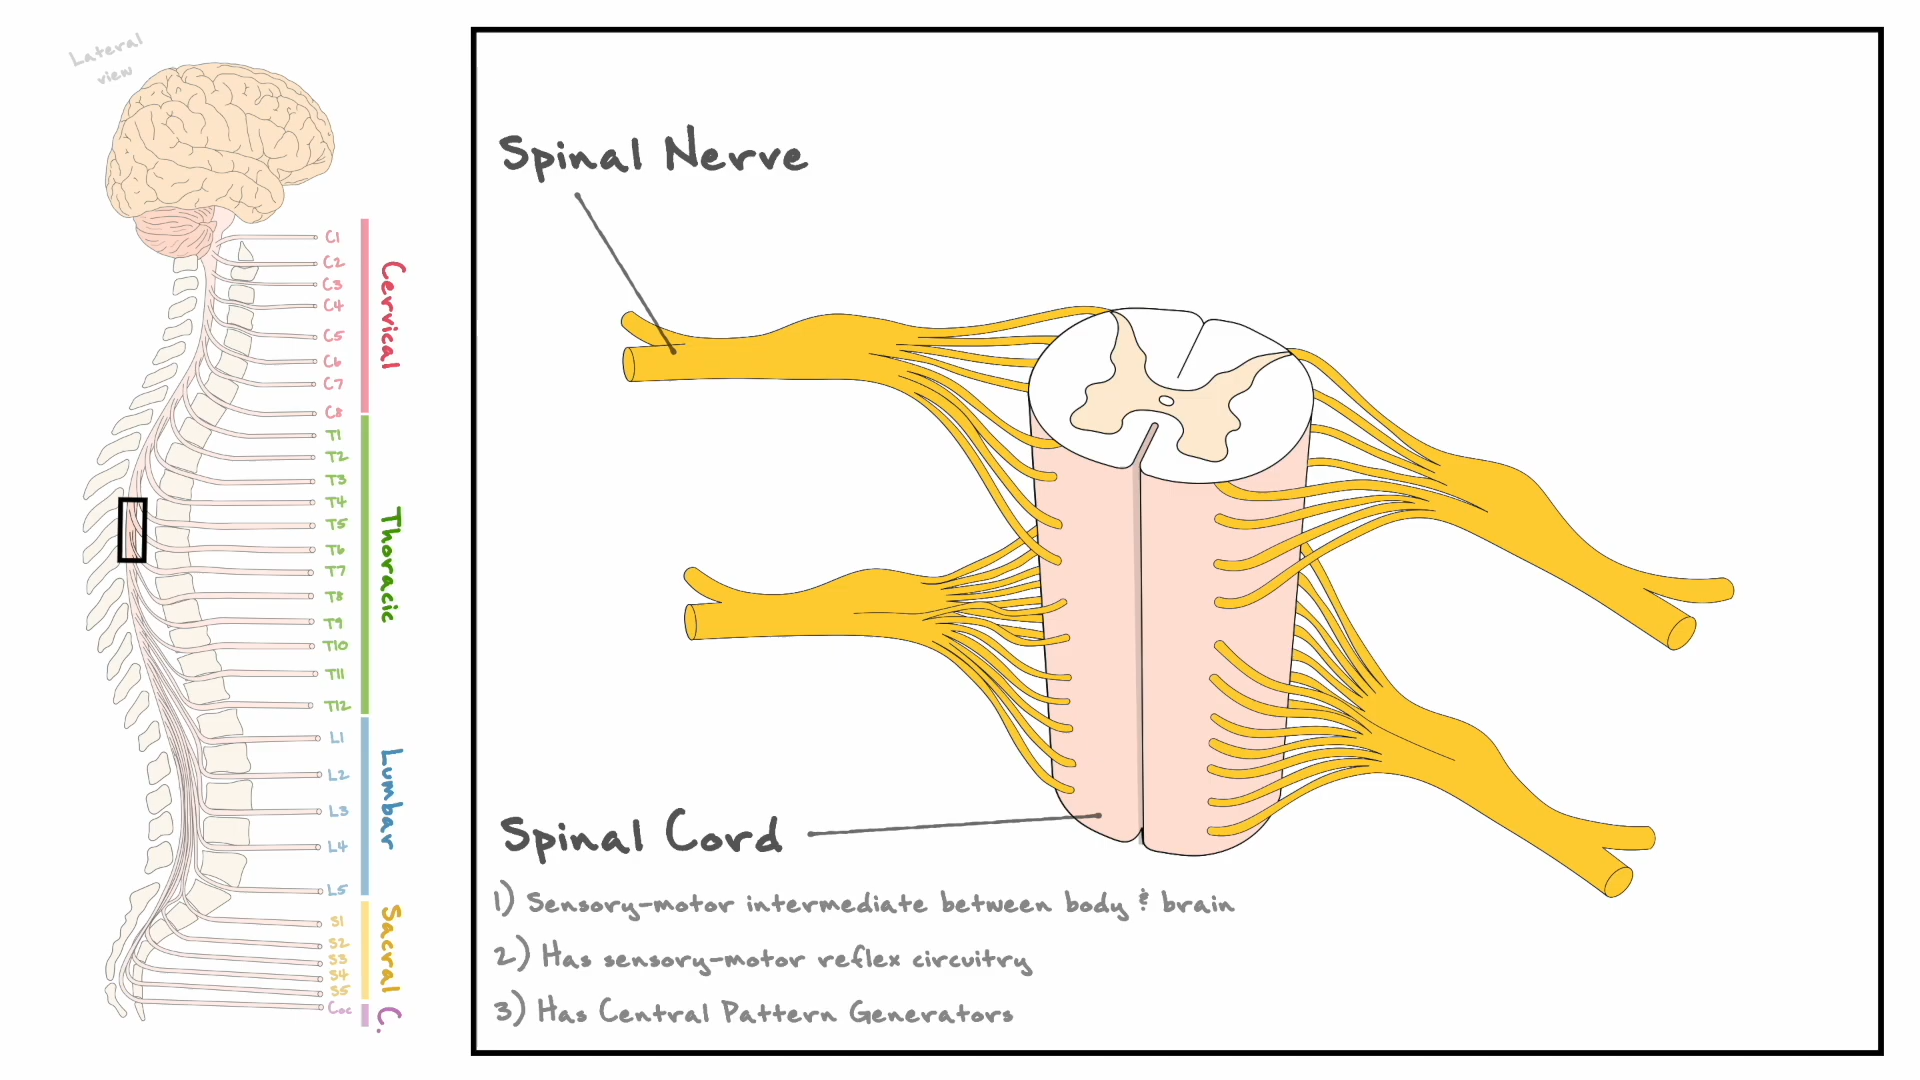 Lateral
view
C1
C2
C3
C4
C5
C6
C7
C8
Cervical
T1
T2
T3
T4
T5
T6
T7
T8
T9
T10
T11
T12
Thoracic
L1
L2
L3
L4
L5
Lumbar
S1
S2
S3
S4
S5
Sacral
Coc
C.
Spinal Nerve
Spinal Cord
1) Sensory-motor intermediate between body & brain
2) Has sensory-motor reflex circuitry
3) Has Central Pattern Generators